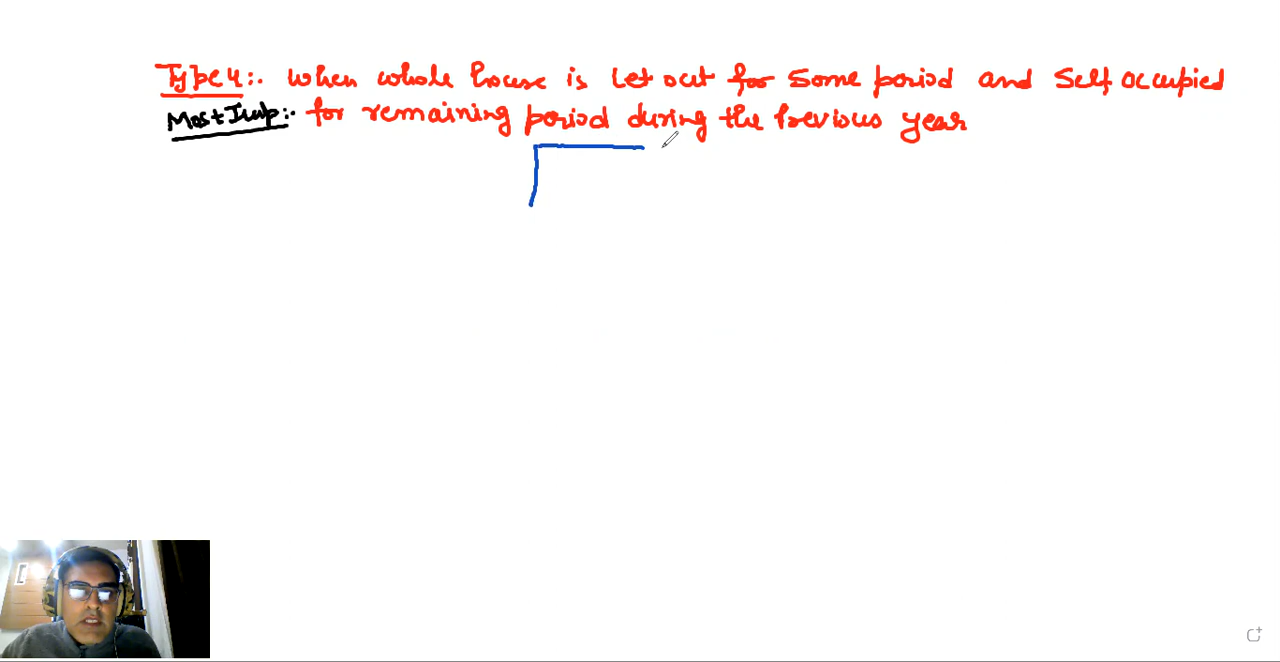 Type 4:. When whole house is Let out for Some period and Self occupied
Most Imp:. for remaining period during the Previous year